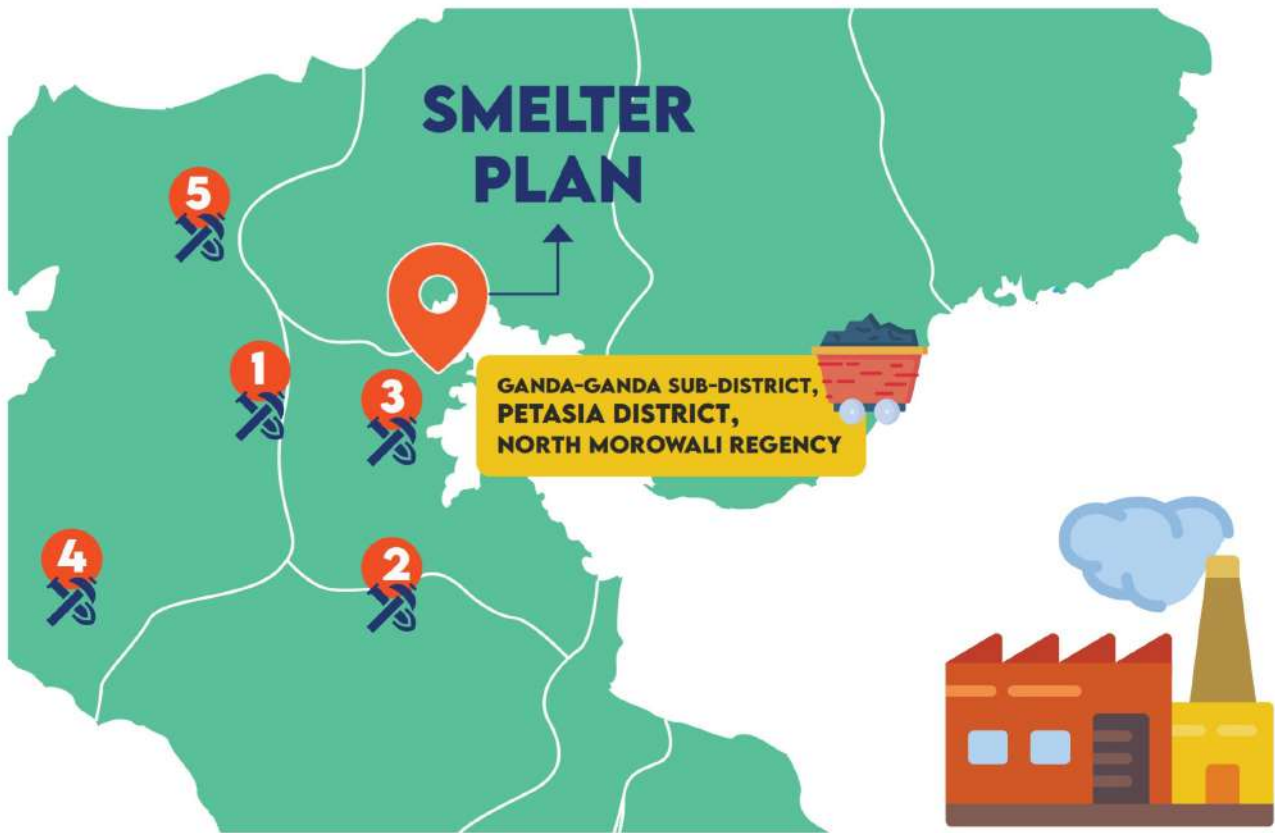 SMELTER
PLAN
5
1
3
GANDA-GANDA SUB-DISTRICT,
PETASIA DISTRICT,
NORTH MOROWALI REGENCY
4
2